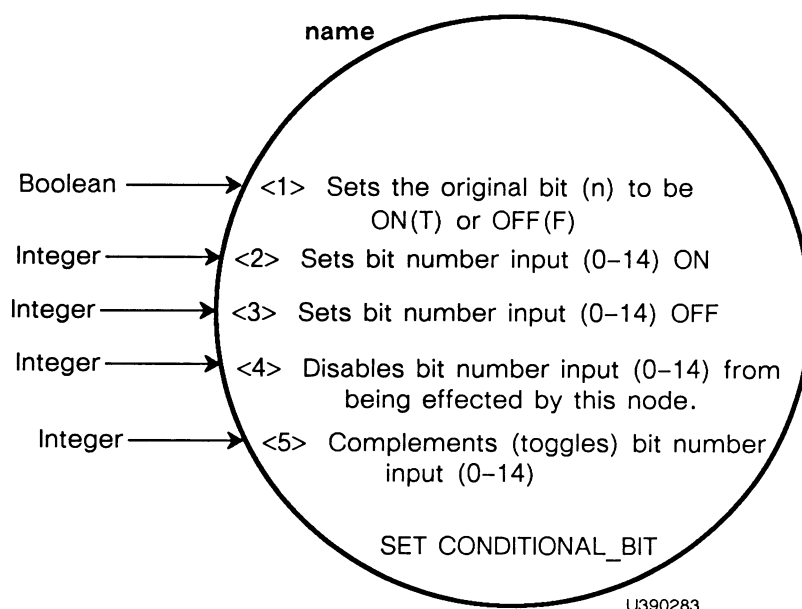 name
Boolean <1> Sets the original bit (n) to be
ON(T) or OFF(F)
Integer <2> Sets bit number input (0–14) ON
Integer <3> Sets bit number input (0–14) OFF
Integer <4> Disables bit number input (0–14) from
being effected by this node.
Integer <5> Complements (toggles) bit number
input (0–14)
SET CONDITIONAL_BIT
U390283